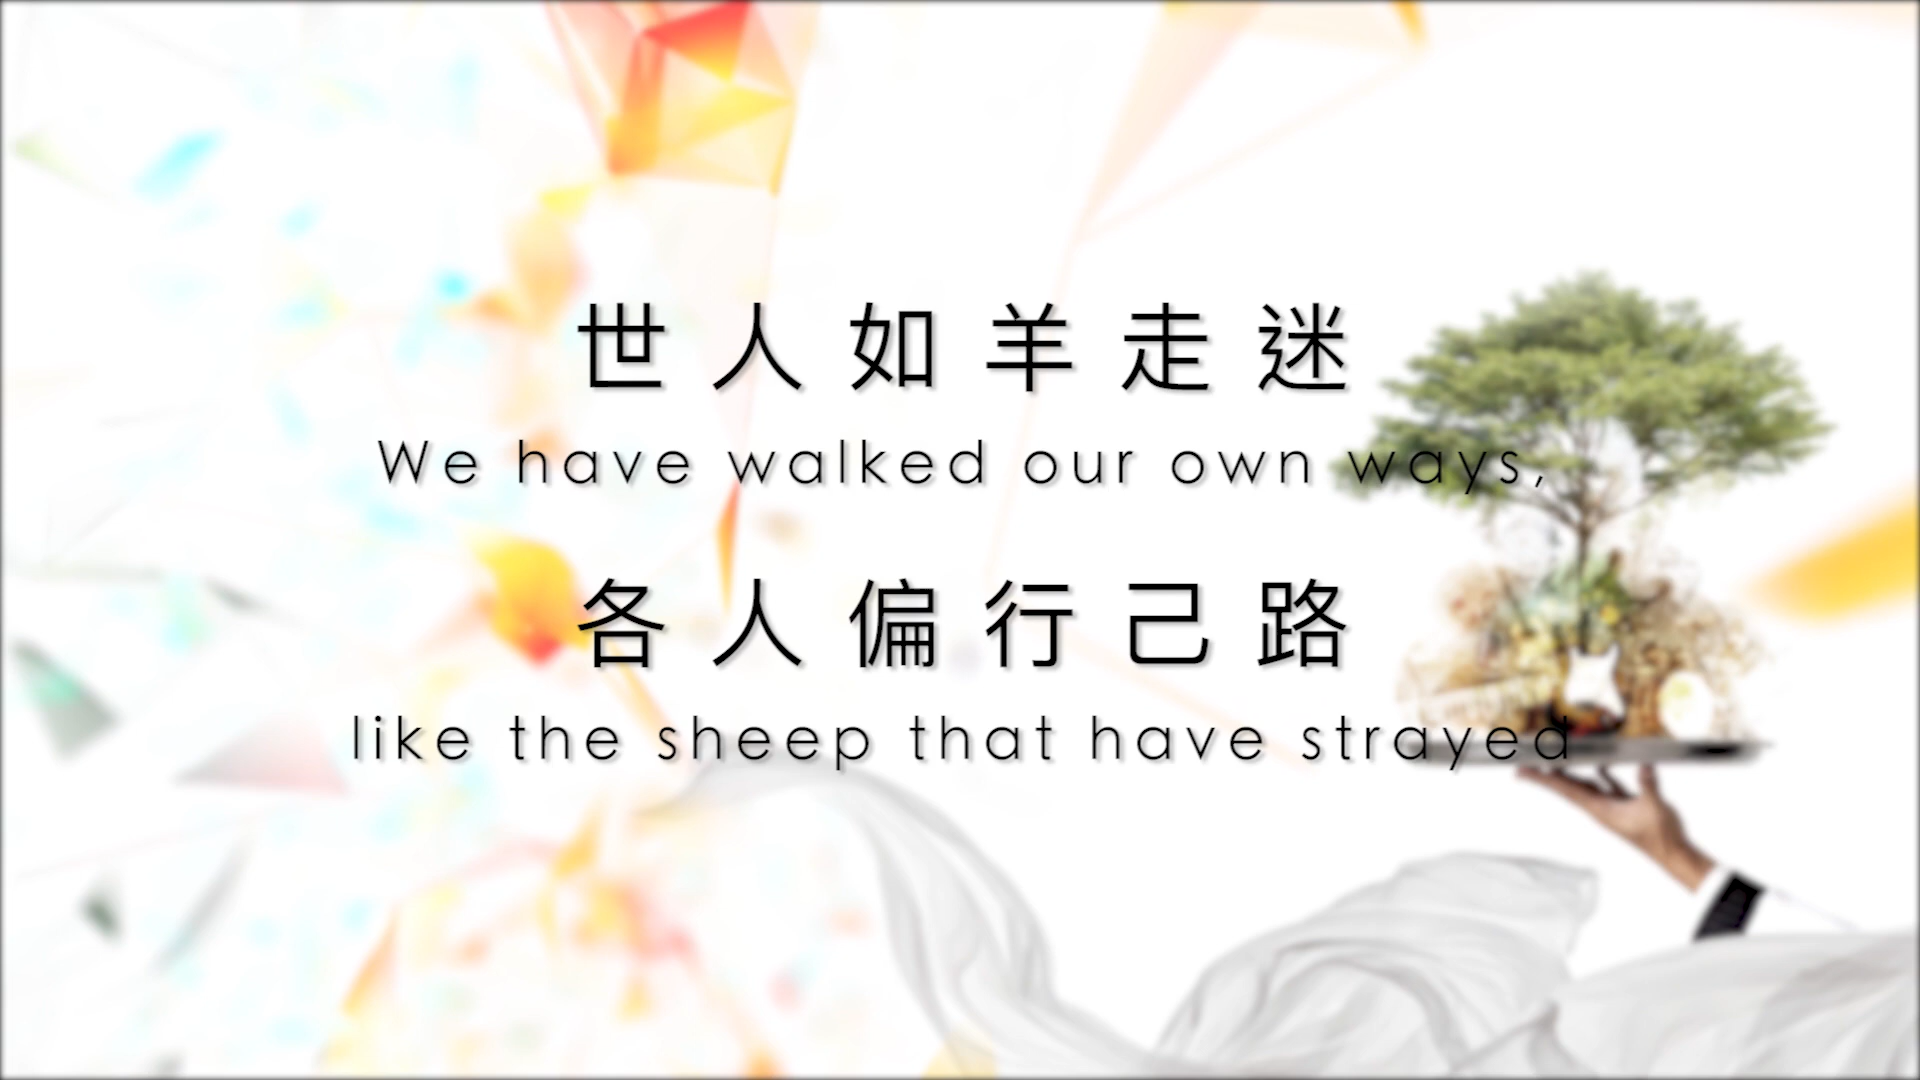 世人如羊走迷
We have walked our own ways,
各人偏行己路
like the sheep that have strayed